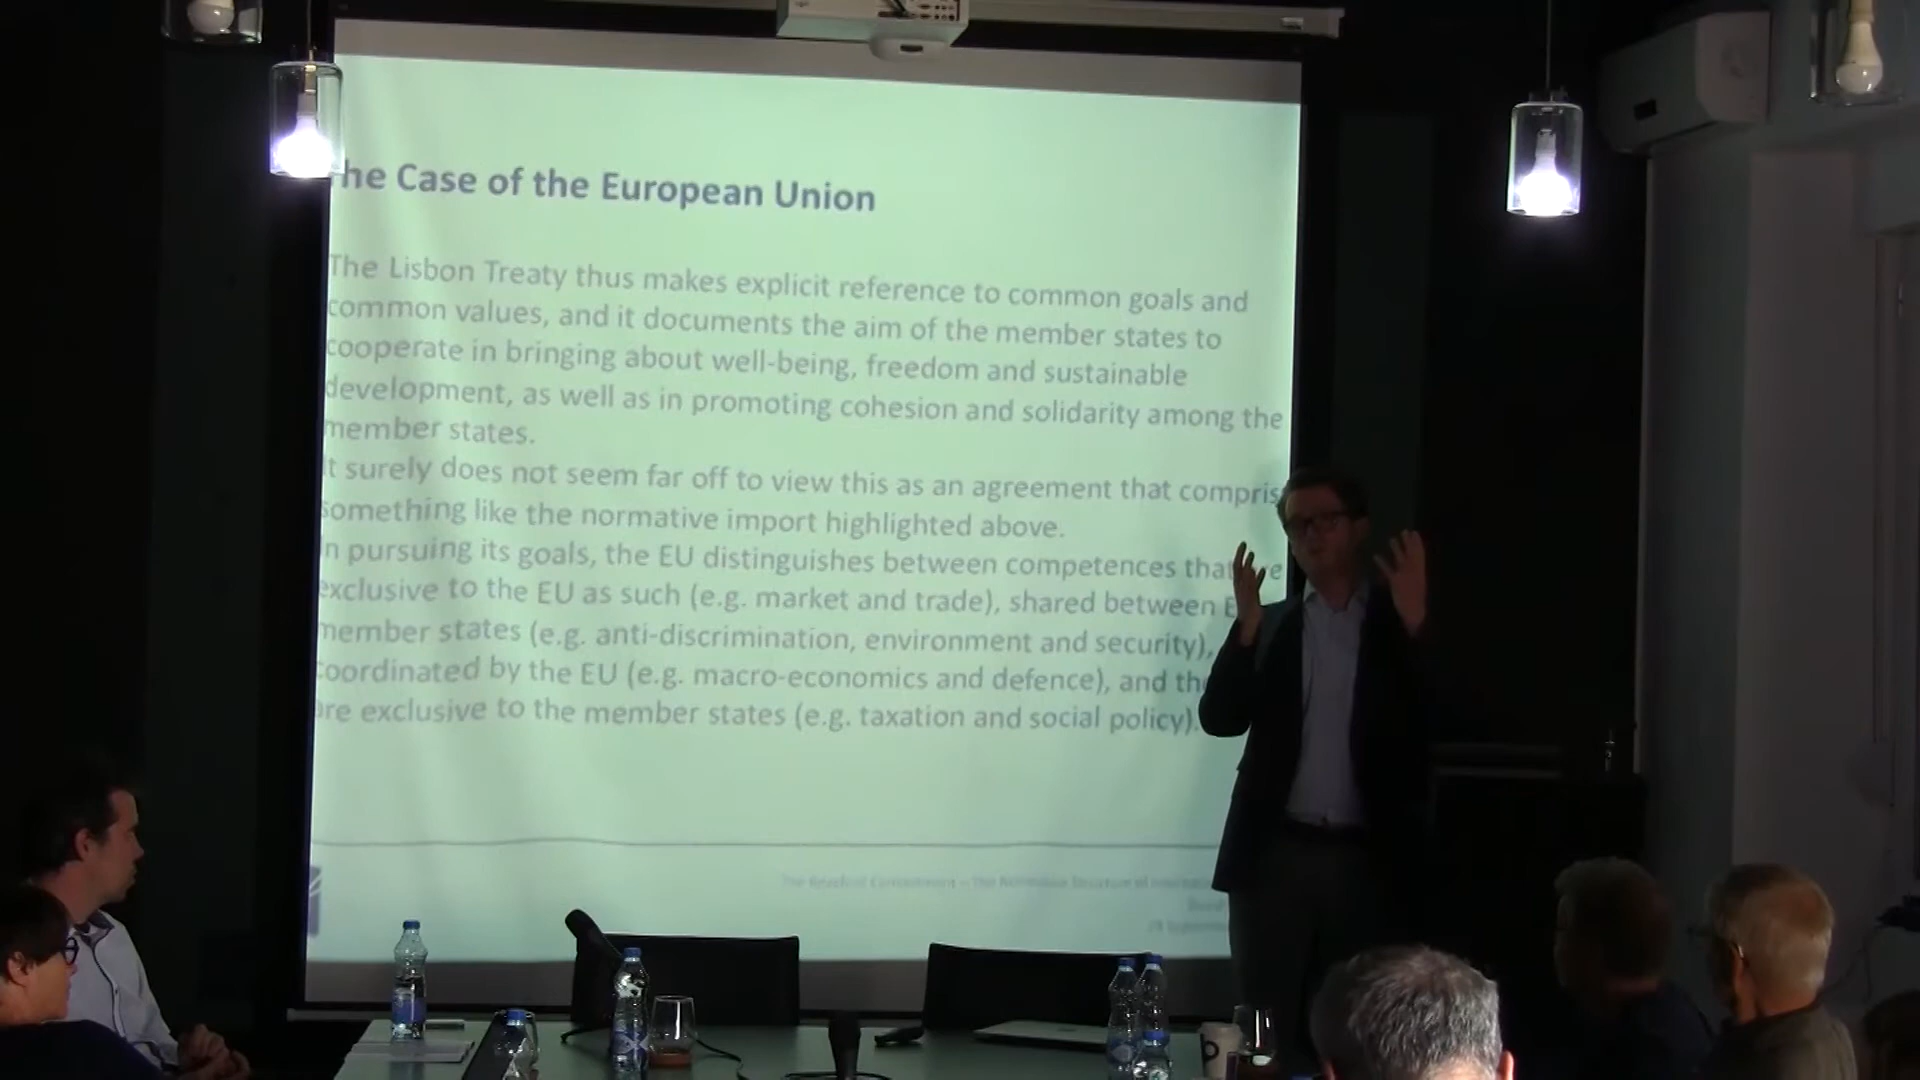 he Case of the European Union
The Lisbon Treaty thus makes explicit reference to common goals and
common values, and it documents the aim of the member states to
cooperate in bringing about well-being, freedom and sustainable
development, as well as in promoting cohesion and solidarity among the
member states.
It surely does not seem far off to view this as an agreement that compris
something like the normative import highlighted above.
In pursuing its goals, the EU distinguishes between competences that are
exclusive to the EU as such (e.g. market and trade), shared between E
member states (e.g. anti-discrimination, environment and security),
coordinated by the EU (e.g. macro-economics and defence), and th
are exclusive to the member states (e.g. taxation and social policy).